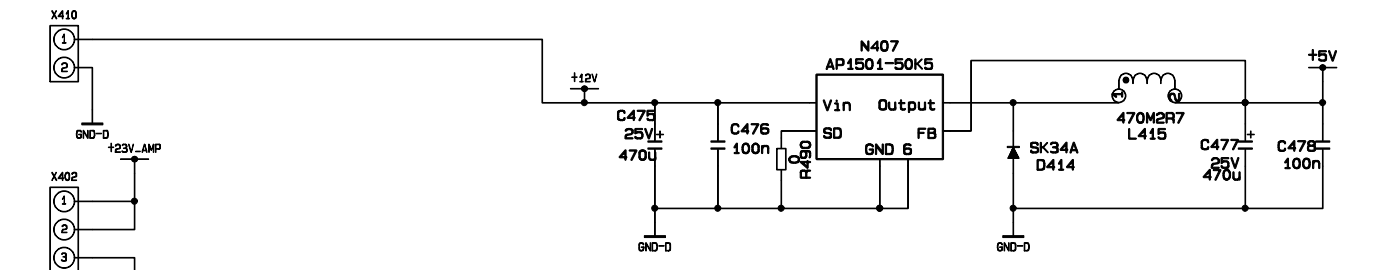 X410
1
2
GND-D
+23V_AMP
X402
1
2
3
+12V
C475
25V+
470u
C476
100n
0
R490
N407
AP1501-50K5
Vin
Output
SD
FB
GND 6
GND-D
SK34A
D414
GND-D
1
2
470M2R7
L415
+5V
C477
+
25V
470u
C478
100n